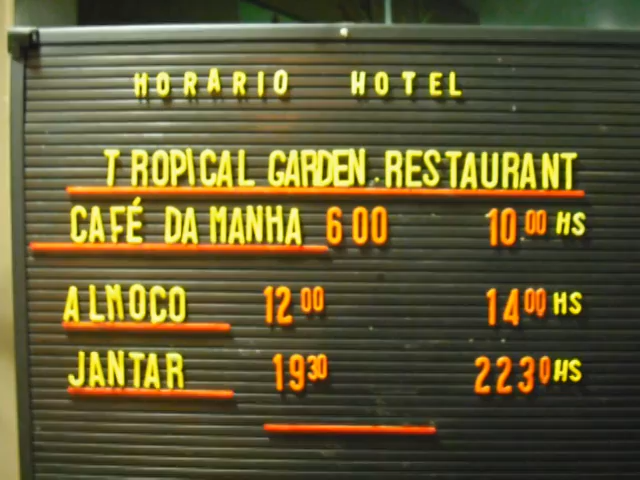 HORARIO HOTEL
TROPICAL GARDEN.RESTAURANT
CAFÉ DA MANHA 600 1000 HS
ALMOCO 1200 1400 HS
JANTAR 1930 2230 HS